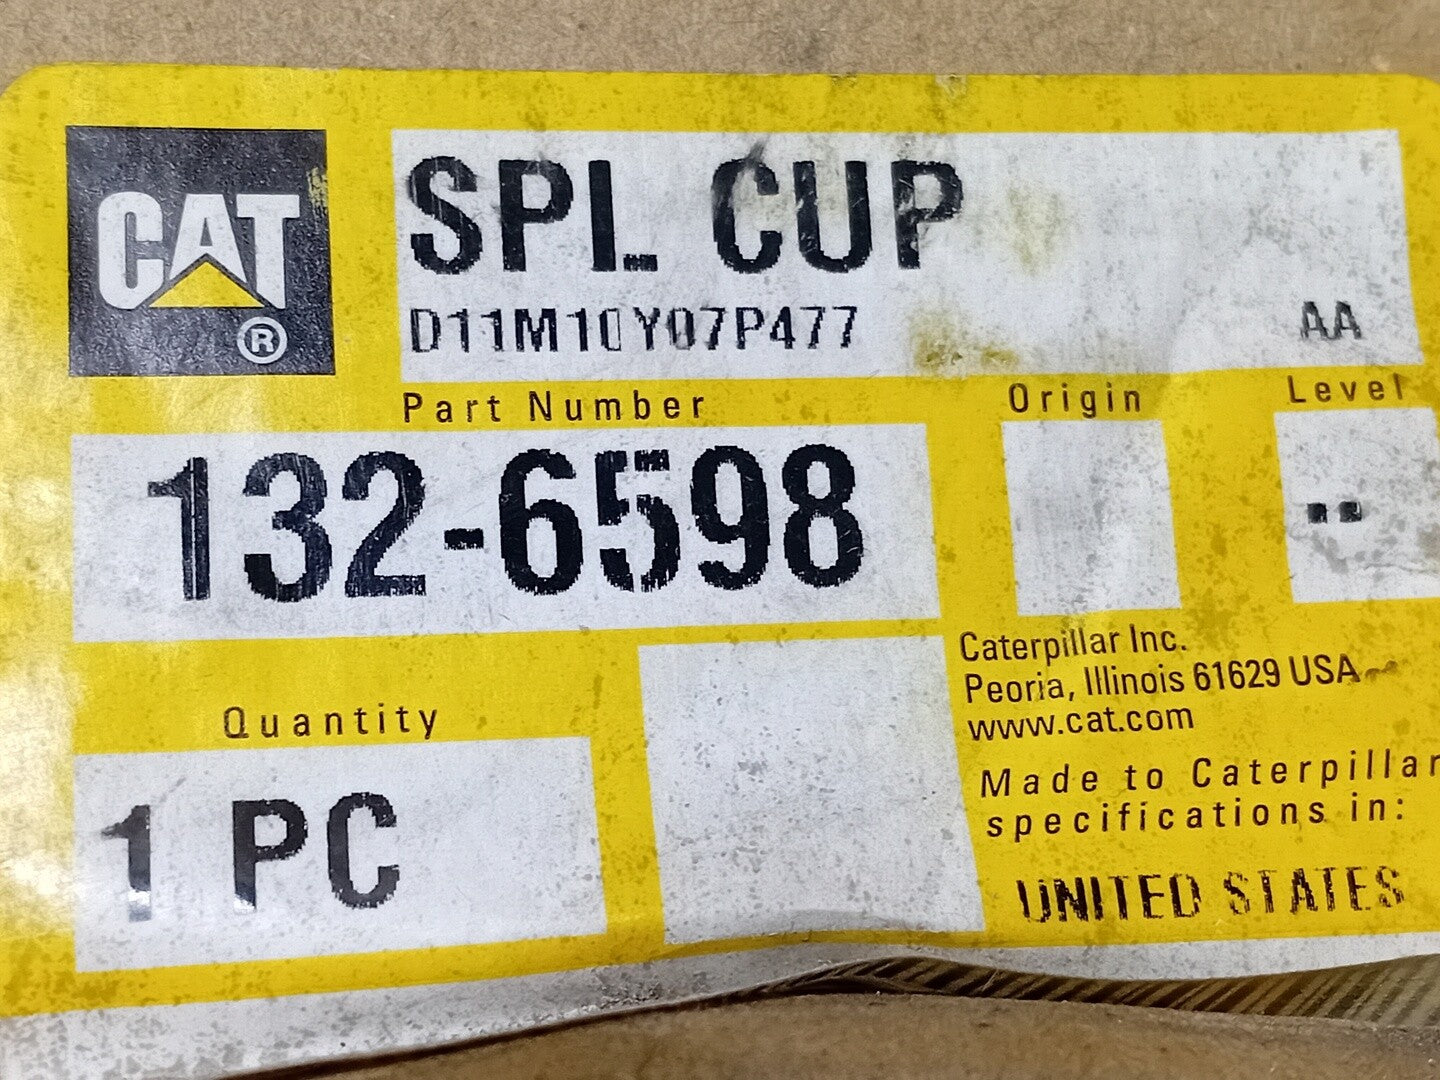 CAT
®
SPL CUP
D11M10Y07P477
AA
Part Number
Origin
Level
132-6598
--
Caterpillar Inc.
Peoria, Illinois 61629 USA
www.cat.com
Quantity
1 PC
Made to Caterpillar
specifications in:
UNITED STATES